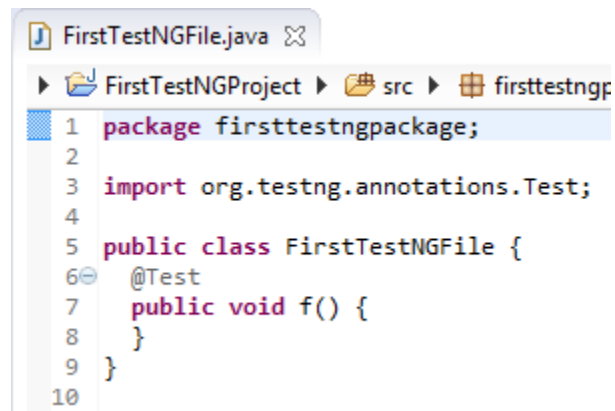 FirstTestNGFile.java
FirstTestNGProject src firsttestngp
1 package firsttestngpackage;
2
3 import org.testng.annotations.Test;
4
5 public class FirstTestNGFile {
6 @Test
7 public void f() {
8 }
9 }
10